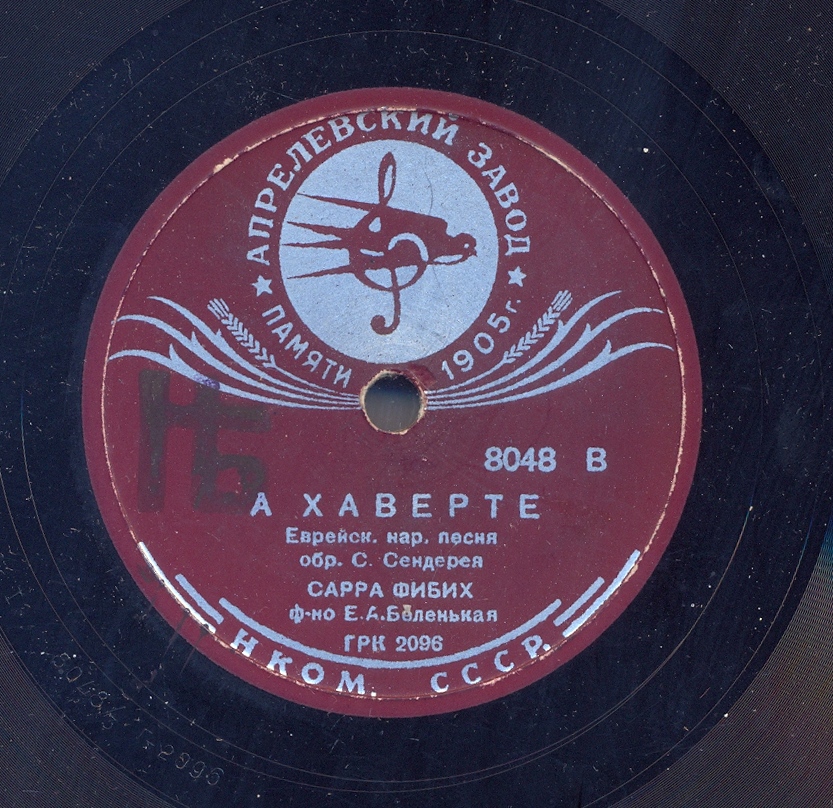 АПРЕЛЕВСКИЙ ЗАВОД
ПАМЯТИ 1905 г.
8048 В
А ХАВЕРТЕ
Еврейск. нар. песня
обр. С. Сендерея
САРРА ФИБИХ
ф-но Е.А.Беленькая
ГРК 2096
НКОМ. СССР.